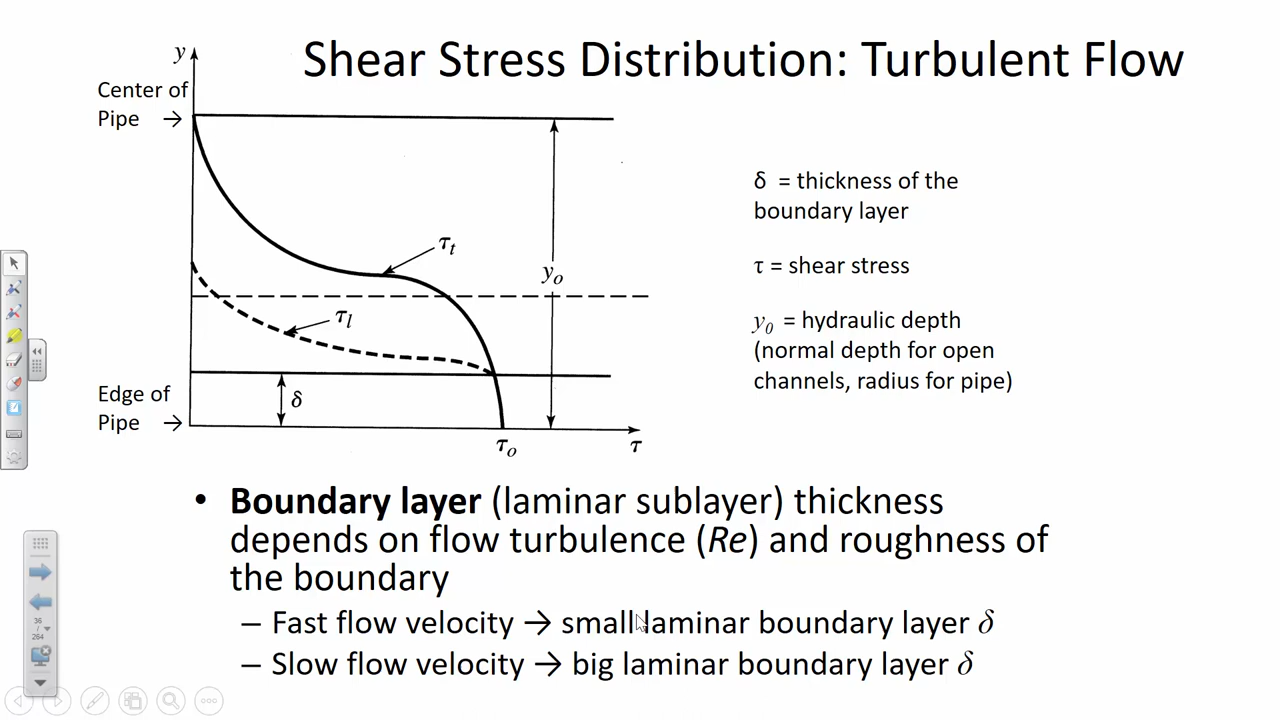 Shear Stress Distribution: Turbulent Flow
y
Center of
Pipe →
τt
yo
τl
Edge of
Pipe →
δ
τo
τ
δ = thickness of the
boundary layer
τ = shear stress
y0 = hydraulic depth
(normal depth for open
channels, radius for pipe)
• Boundary layer (laminar sublayer) thickness
depends on flow turbulence (Re) and roughness of
the boundary
– Fast flow velocity → small laminar boundary layer δ
– Slow flow velocity → big laminar boundary layer δ
36
/
264